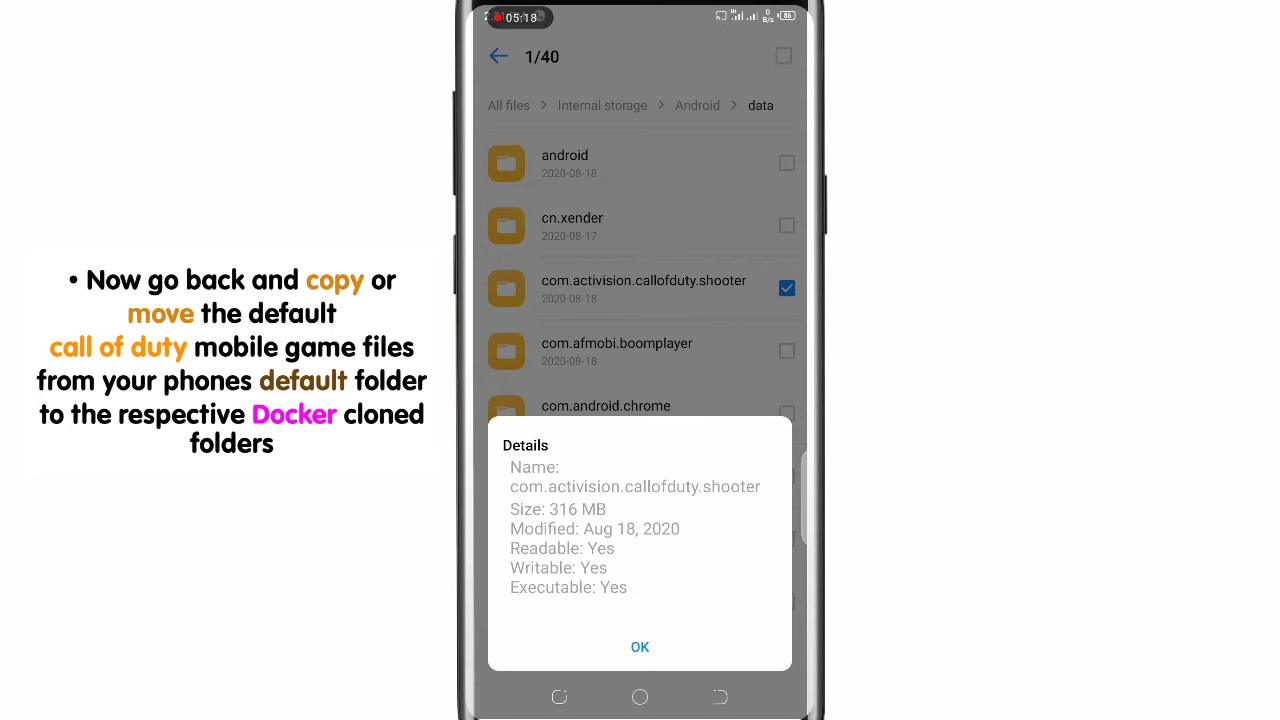 05:18
0
B/s
86
1/40
All files > Internal storage > Android > data
android
2020-08-18
cn.xender
2020-08-17
com.activision.callofduty.shooter
2020-08-18
com.afmobi.boomplayer
2020-08-18
com.android.chrome
• Now go back and copy or
move the default
call of duty mobile game files
from your phones default folder
to the respective Docker cloned
folders
Details
Name:
com.activision.callofduty.shooter
Size: 316 MB
Modified: Aug 18, 2020
Readable: Yes
Writable: Yes
Executable: Yes
OK